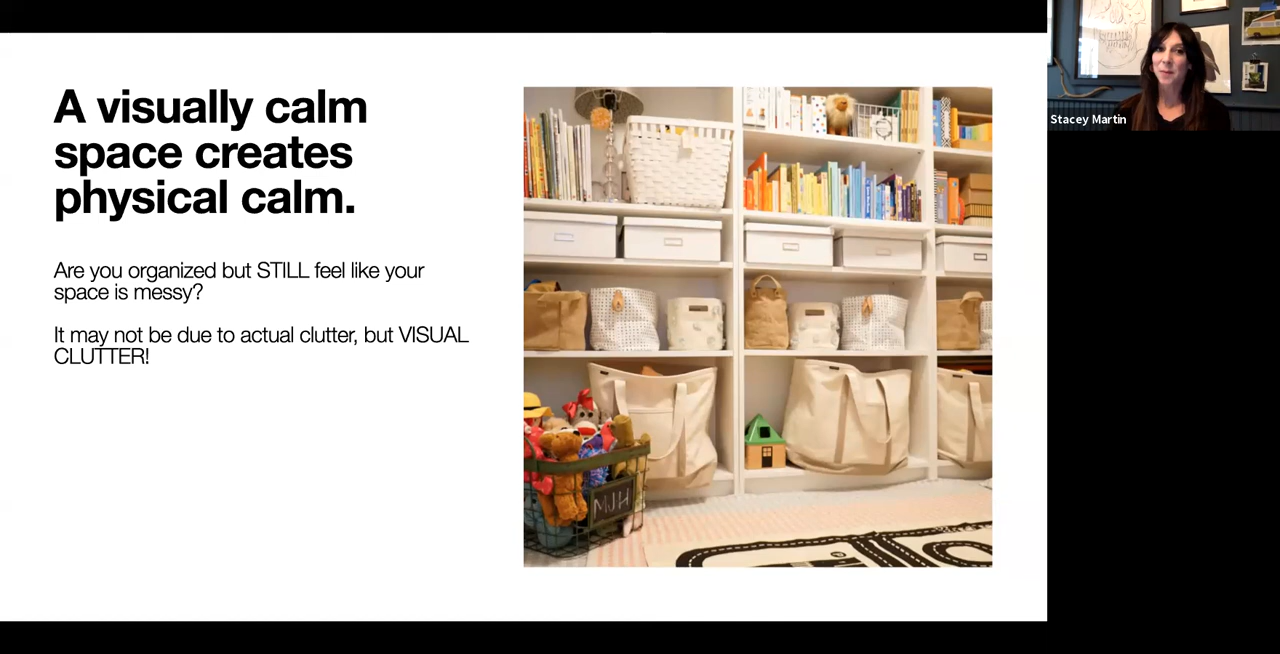 A visually calm
space creates
physical calm.
Are you organized but STILL feel like your
space is messy?
It may not be due to actual clutter, but VISUAL
CLUTTER!
MJH
Stacey Martin